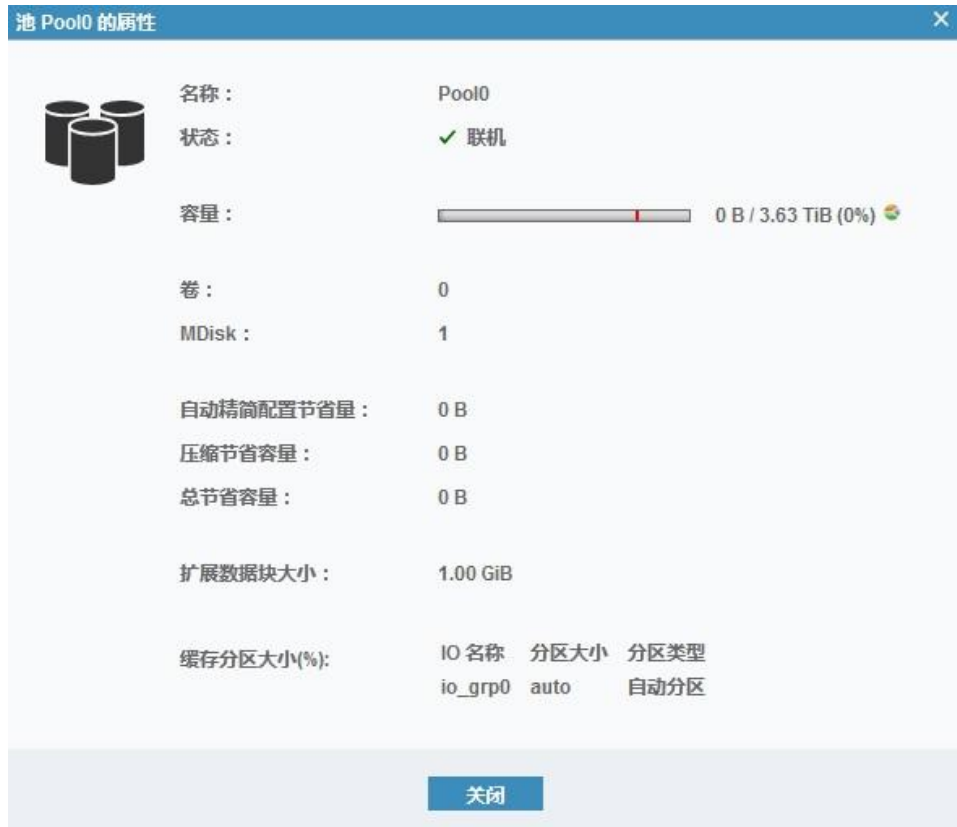 池 Pool0 的属性
名称： Pool0
状态： 联机
容量： 0 B / 3.63 TiB (0%)
卷： 0
MDisk： 1
自动精简配置节省量： 0 B
压缩节省容量： 0 B
总节省容量： 0 B
扩展数据块大小： 1.00 GiB
缓存分区大小(%): IO 名称 分区大小 分区类型
io_grp0 auto 自动分区
关闭